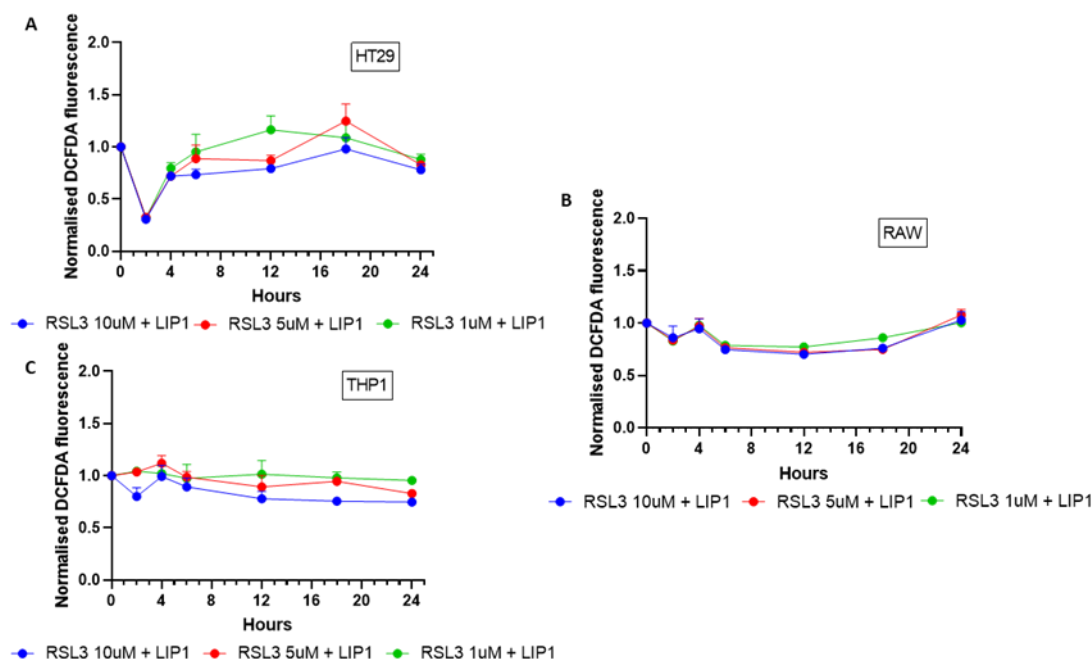 A
HT29
Normalised DCFDA fluorescence
2.0
1.5
1.0
0.5
0.0
0 4 8 12 16 20 24
Hours
RSL3 10uM + LIP1 RSL3 5uM + LIP1 RSL3 1uM + LIP1
B
RAW
Normalised DCFDA fluorescence
2.0
1.5
1.0
0.5
0.0
0 4 8 12 16 20 24
Hours
RSL3 10uM + LIP1 RSL3 5uM + LIP1 RSL3 1uM + LIP1
C
THP1
Normalised DCFDA fluorescence
2.0
1.5
1.0
0.5
0.0
0 4 8 12 16 20 24
Hours
RSL3 10uM + LIP1 RSL3 5uM + LIP1 RSL3 1uM + LIP1